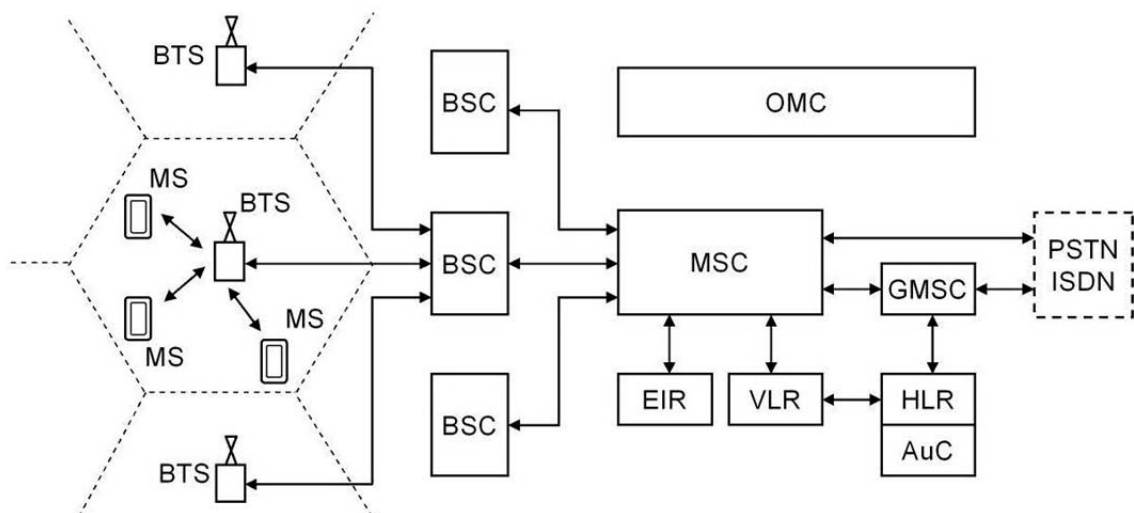 BTS
BSC
OMC
MS
BTS
BSC
MSC
PSTN
ISDN
GMSC
MS
MS
EIR
VLR
HLR
BSC
AuC
BTS